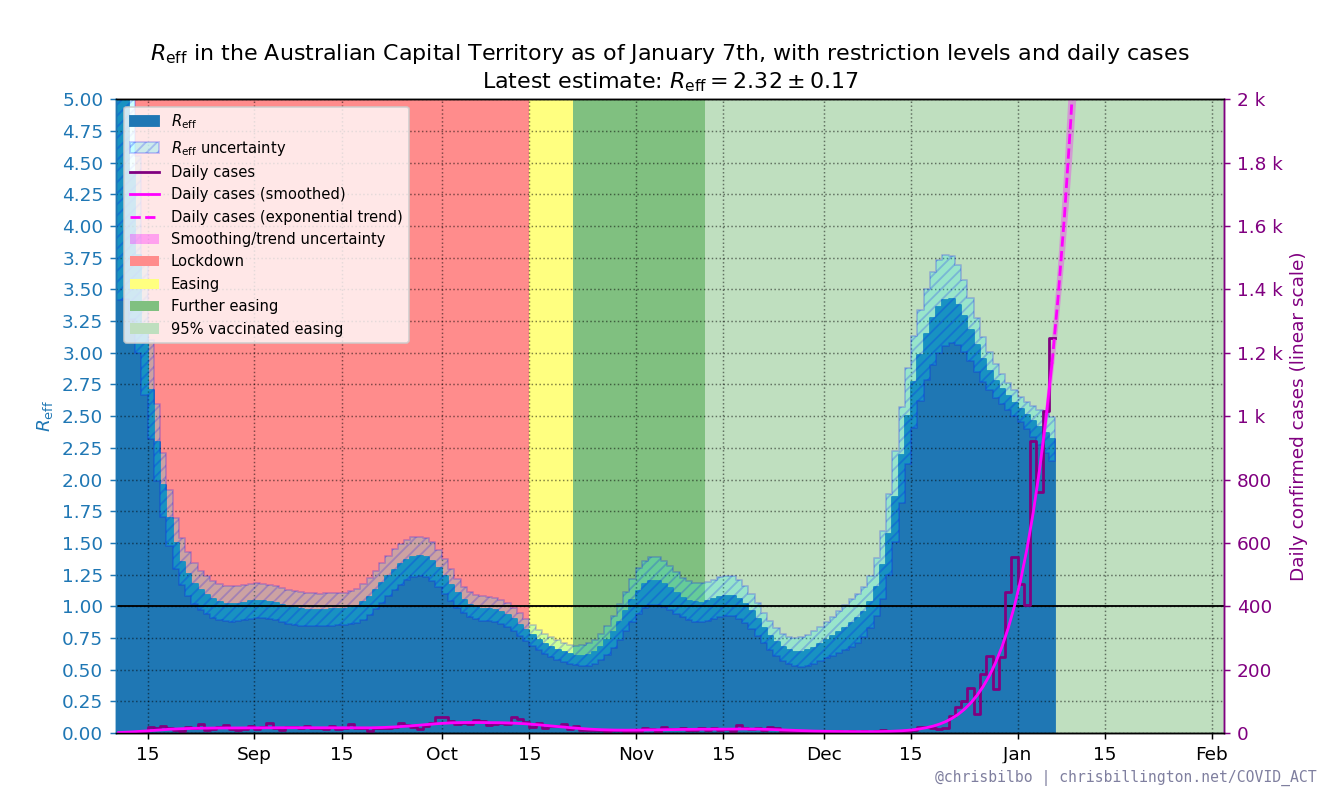 Reff in the Australian Capital Territory as of January 7th, with restriction levels and daily cases
Latest estimate: Reff = 2.32 ± 0.17
5.00
4.75
4.50
4.25
4.00
3.75
3.50
3.25
3.00
2.75
2.50
2.25
2.00
1.75
1.50
1.25
1.00
0.75
0.50
0.25
0.00
Reff
Reff
Reff uncertainty
Daily cases
Daily cases (smoothed)
Daily cases (exponential trend)
Smoothing/trend uncertainty
Lockdown
Easing
Further easing
95% vaccinated easing
2 k
1.8 k
1.6 k
1.4 k
1.2 k
1 k
800
600
400
200
0
Daily confirmed cases (linear scale)
15 Sep 15 Oct 15 Nov 15 Dec 15 Jan 15 Feb
@chrisbilbo | chrisbillington.net/COVID_ACT